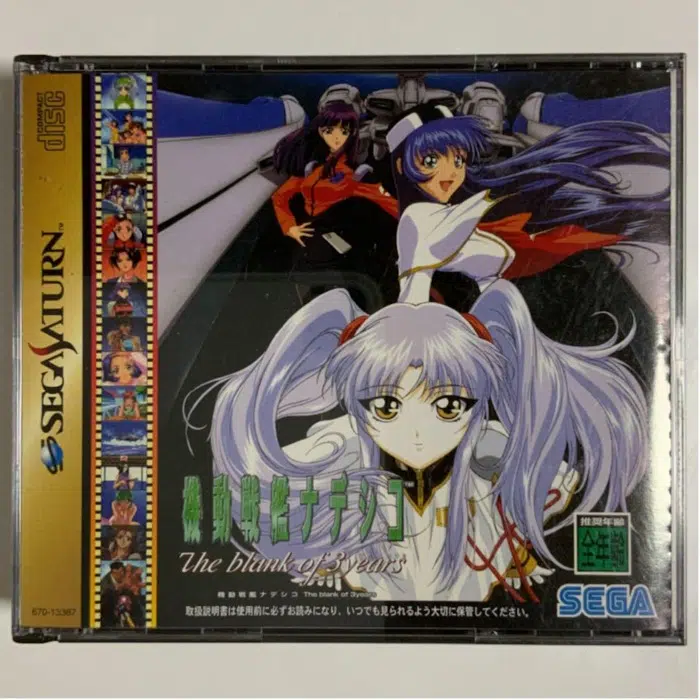 COMPACT
disc
SEGA SATURN™
670-13367
機動戦艦ナデシコ
The blank of 3years
機動戦艦ナデシコ The blank of 3years
取扱説明書は使用前に必ずお読みになり、いつでも見られるよう大切に保管してください。
推奨年齢
全年齢
SEGA